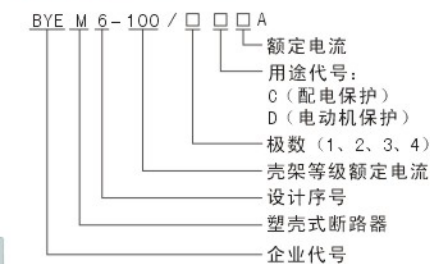 BYE M 6-100/□ □ □A
额定电流
用途代号：
C（配电保护）
D（电动机保护）
极数（1、2、3、4）
壳架等级额定电流
设计序号
塑壳式断路器
企业代号